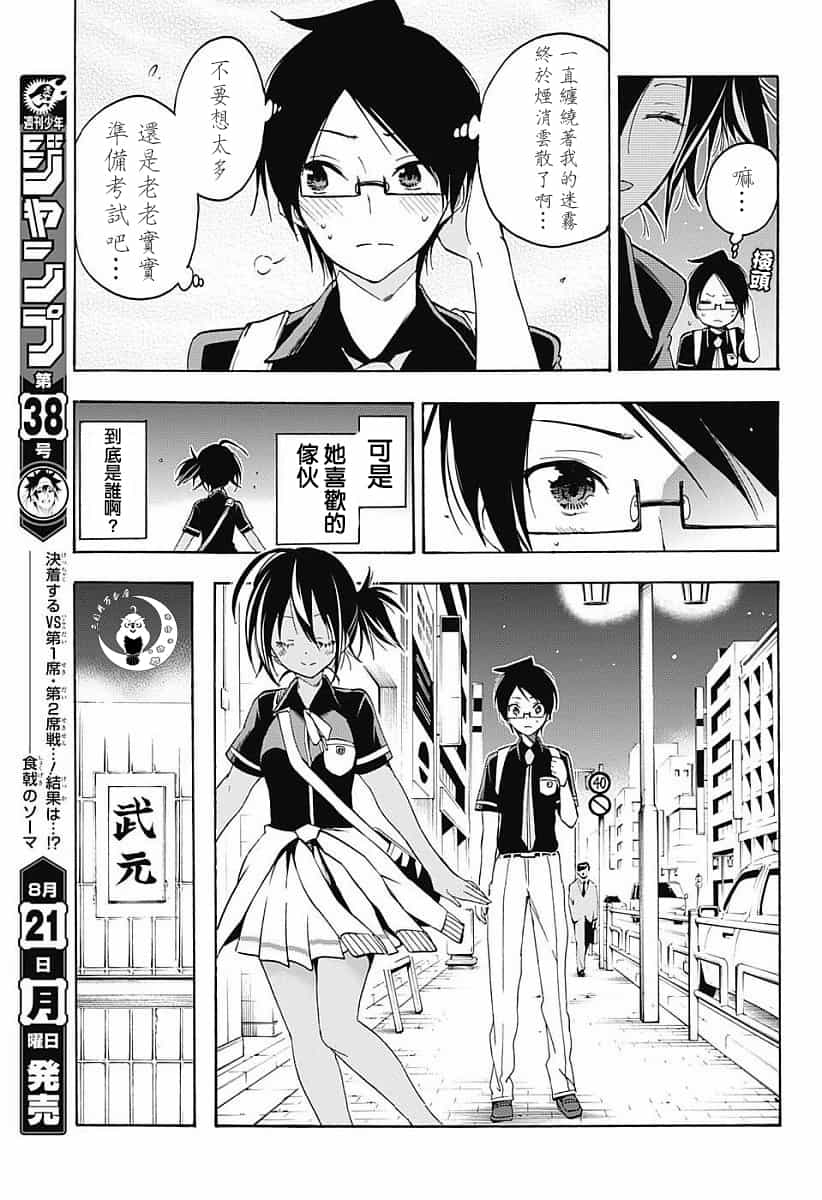 嘛…
搔頭
一直纏繞著我的迷霧
終於煙消雲散了啊…
不要想太多
還是老老實實
準備考試吧…
可是
她喜歡的
傢伙
到底是誰啊？
40
武元
週刊少年
ジャンプ
第
38
号
決着するVS第1席・第2席戦…！結果は…!?
食戟のソーマ
8月
21
日
月
曜日
発売